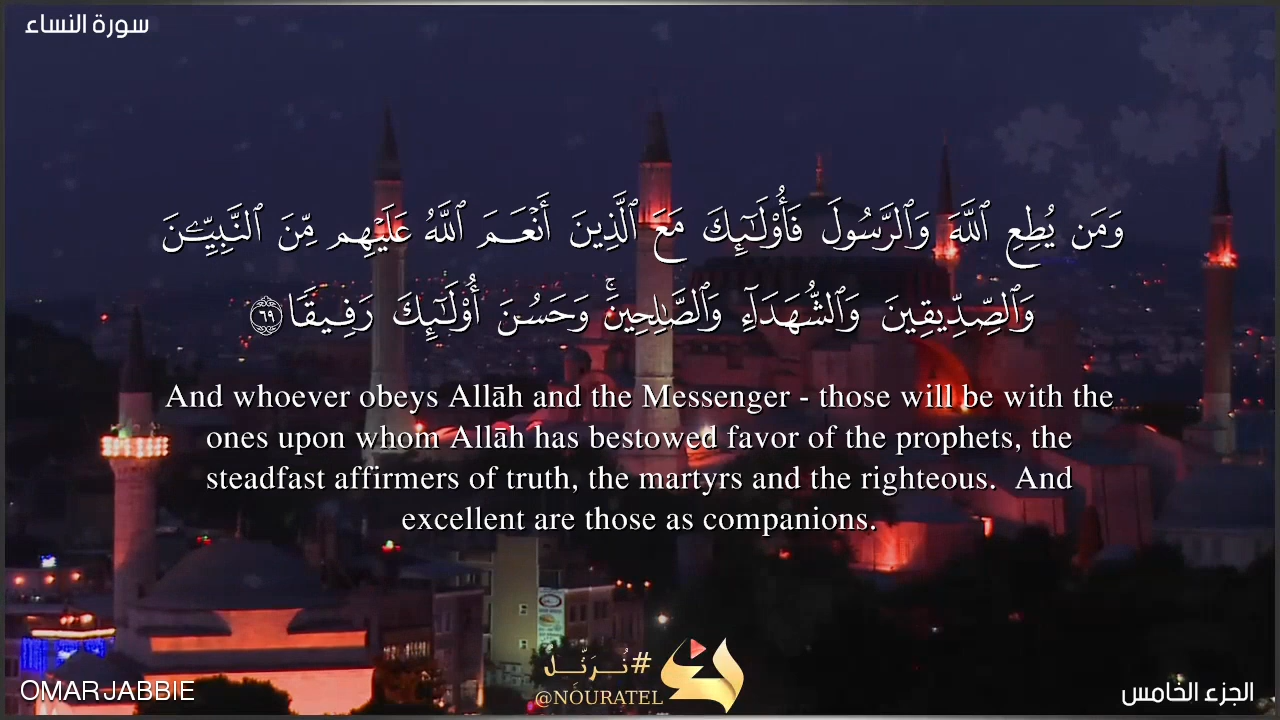 سورة النساء
وَمَن يُطِعِ ٱللَّهَ وَٱلرَّسُولَ فَأُو۟لَـٰٓئِكَ مَعَ ٱلَّذِينَ أَنْعَمَ ٱللَّهُ عَلَيْهِم مِّنَ ٱلنَّبِيِّـۧنَ
وَٱلصِّدِّيقِينَ وَٱلشُّهَدَآءِ وَٱلصَّـٰلِحِينَ ۚ وَحَسُنَ أُو۟لَـٰٓئِكَ رَفِيقًا ٦٩
And whoever obeys Allāh and the Messenger - those will be with the
ones upon whom Allāh has bestowed favor of the prophets, the
steadfast affirmers of truth, the martyrs and the righteous. And
excellent are those as companions.
#نُرَتِّلُ
@NOURATEL
OMAR JABBIE
الجزء الخامس